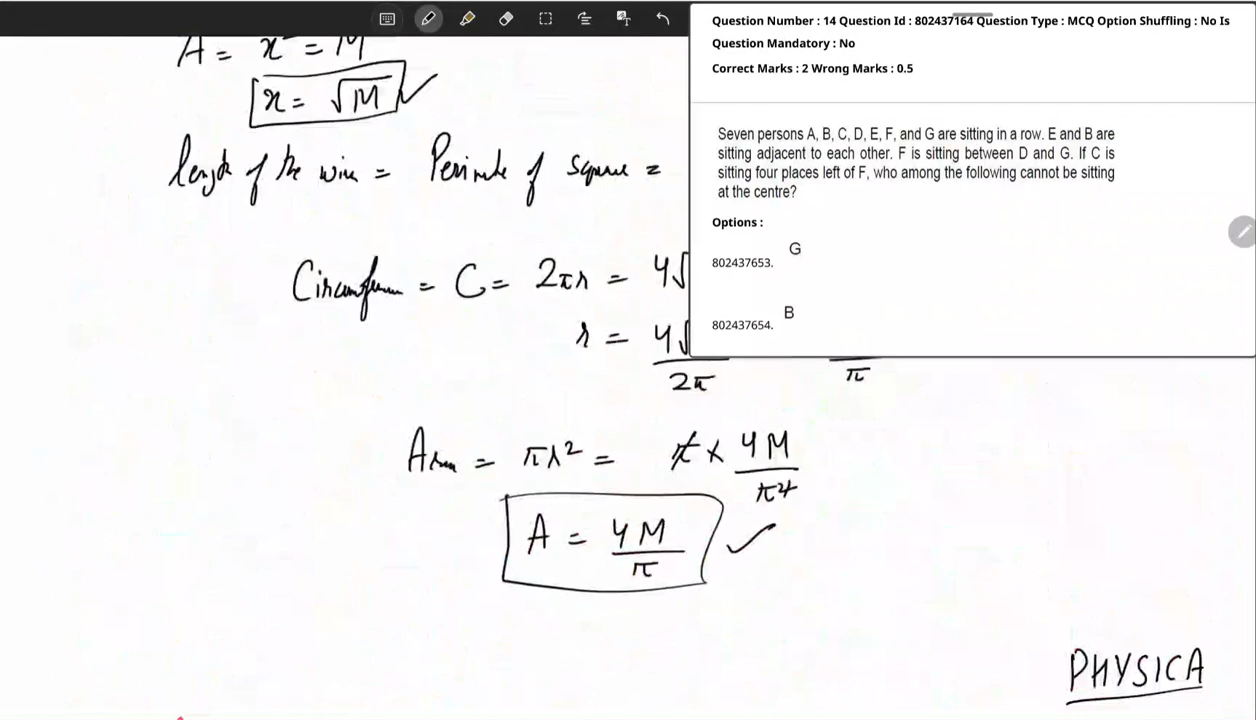 A = x² = M
x = √M
length of the wire = Perimete of square =
Circumferen = C = 2πr = 4√
r = 4√
2π
π
Area = πr² = π × 4M
π²
A = 4M
π
PHYSICA
Question Number : 14 Question Id : 802437164 Question Type : MCQ Option Shuffling : No Is
Question Mandatory : No
Correct Marks : 2 Wrong Marks : 0.5
Seven persons A, B, C, D, E, F, and G are sitting in a row. E and B are
sitting adjacent to each other. F is sitting between D and G. If C is
sitting four places left of F, who among the following cannot be sitting
at the centre?
Options :
G
802437653.
B
802437654.